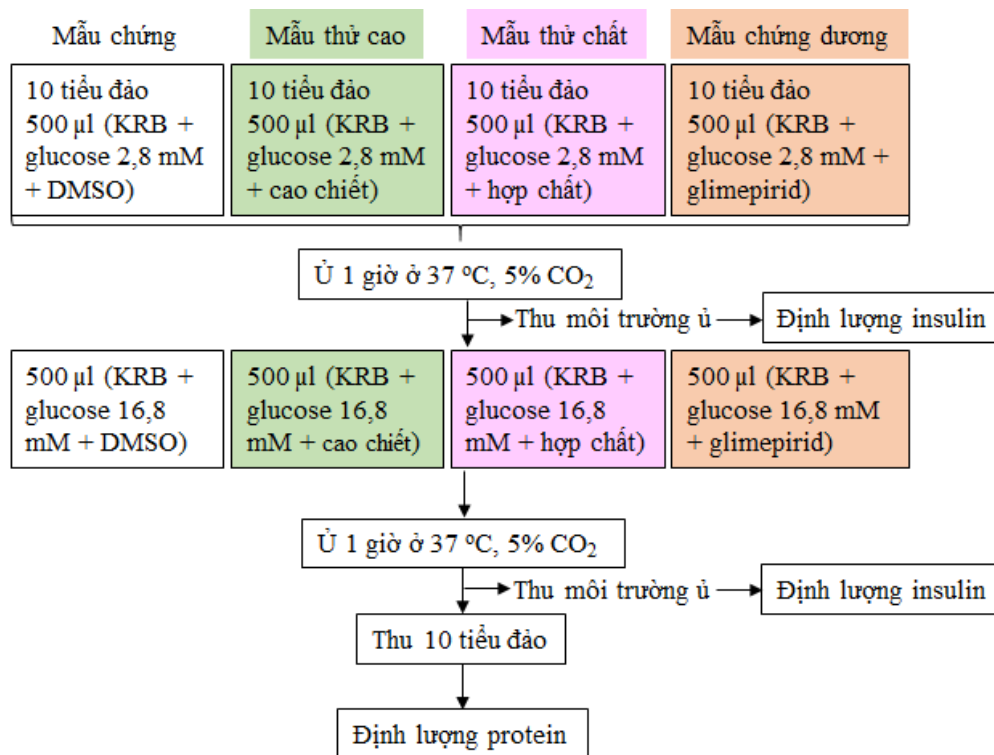 Mẫu chứng
Mẫu thử cao
Mẫu thử chất
Mẫu chứng dương
10 tiểu đảo
500 µl (KRB +
glucose 2,8 mM
+ DMSO)
10 tiểu đảo
500 µl (KRB +
glucose 2,8 mM
+ cao chiết)
10 tiểu đảo
500 µl (KRB +
glucose 2,8 mM
+ hợp chất)
10 tiểu đảo
500 µl (KRB +
glucose 2,8 mM +
glimepirid)
Ủ 1 giờ ở 37 ºC, 5% CO₂
Thu môi trường ủ
Định lượng insulin
500 µl (KRB +
glucose 16,8
mM + DMSO)
500 µl (KRB +
glucose 16,8
mM + cao chiết)
500 µl (KRB +
glucose 16,8
mM + hợp chất)
500 µl (KRB +
glucose 16,8 mM
+ glimepirid)
Ủ 1 giờ ở 37 ºC, 5% CO₂
Thu môi trường ủ
Định lượng insulin
Thu 10 tiểu đảo
Định lượng protein